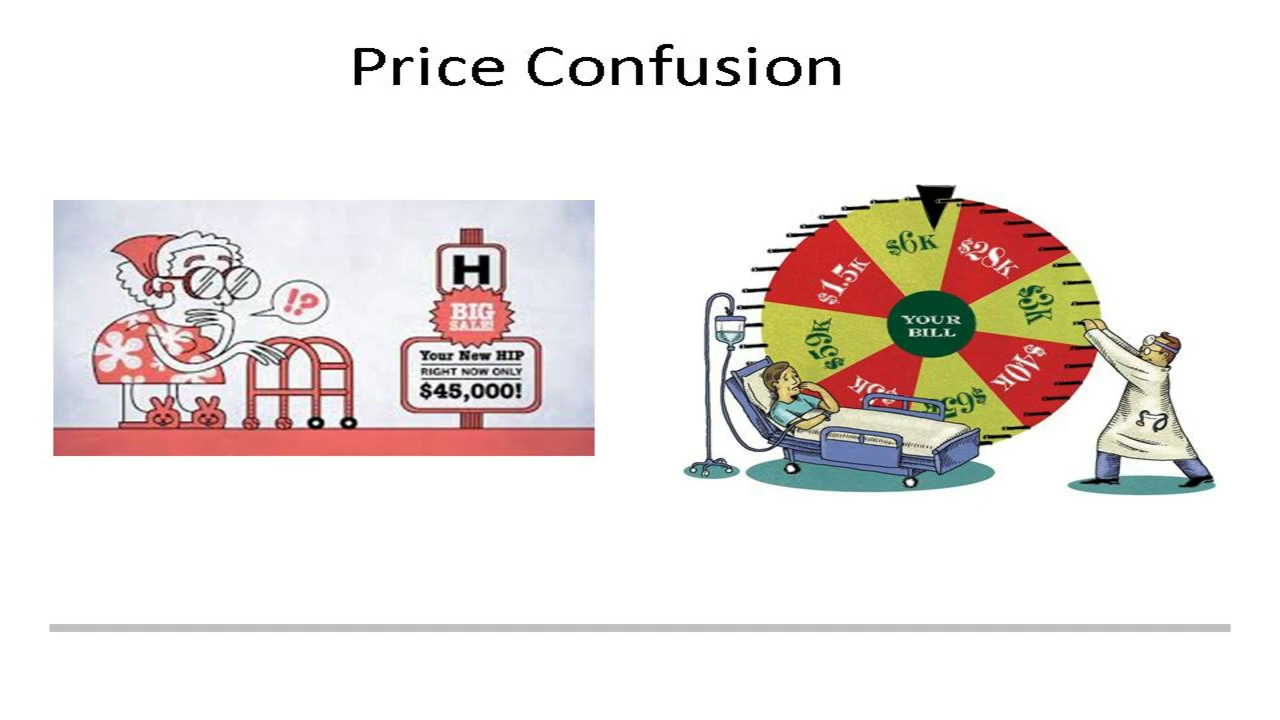 Price Confusion
!?
H
BIG
SALE!
Your New HIP
RIGHT NOW ONLY
$45,000!
$6K
$28K
$3K
$40K
$59K
$1.5K
YOUR
BILL